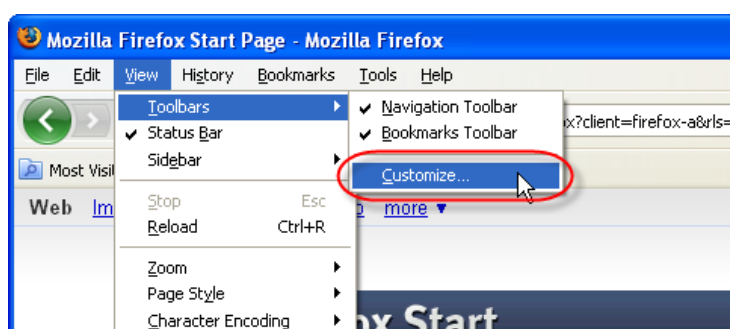 Mozilla Firefox Start Page - Mozilla Firefox
File Edit View History Bookmarks Tools Help
Toolbars
Navigation Toolbar
x?client=firefox-a&rls=
Status Bar
Bookmarks Toolbar
Most Visi
Sidebar
Customize...
Web Im
more ▼
Stop Esc
Reload Ctrl+R
Zoom
Page Style
Character Encoding
ox Start